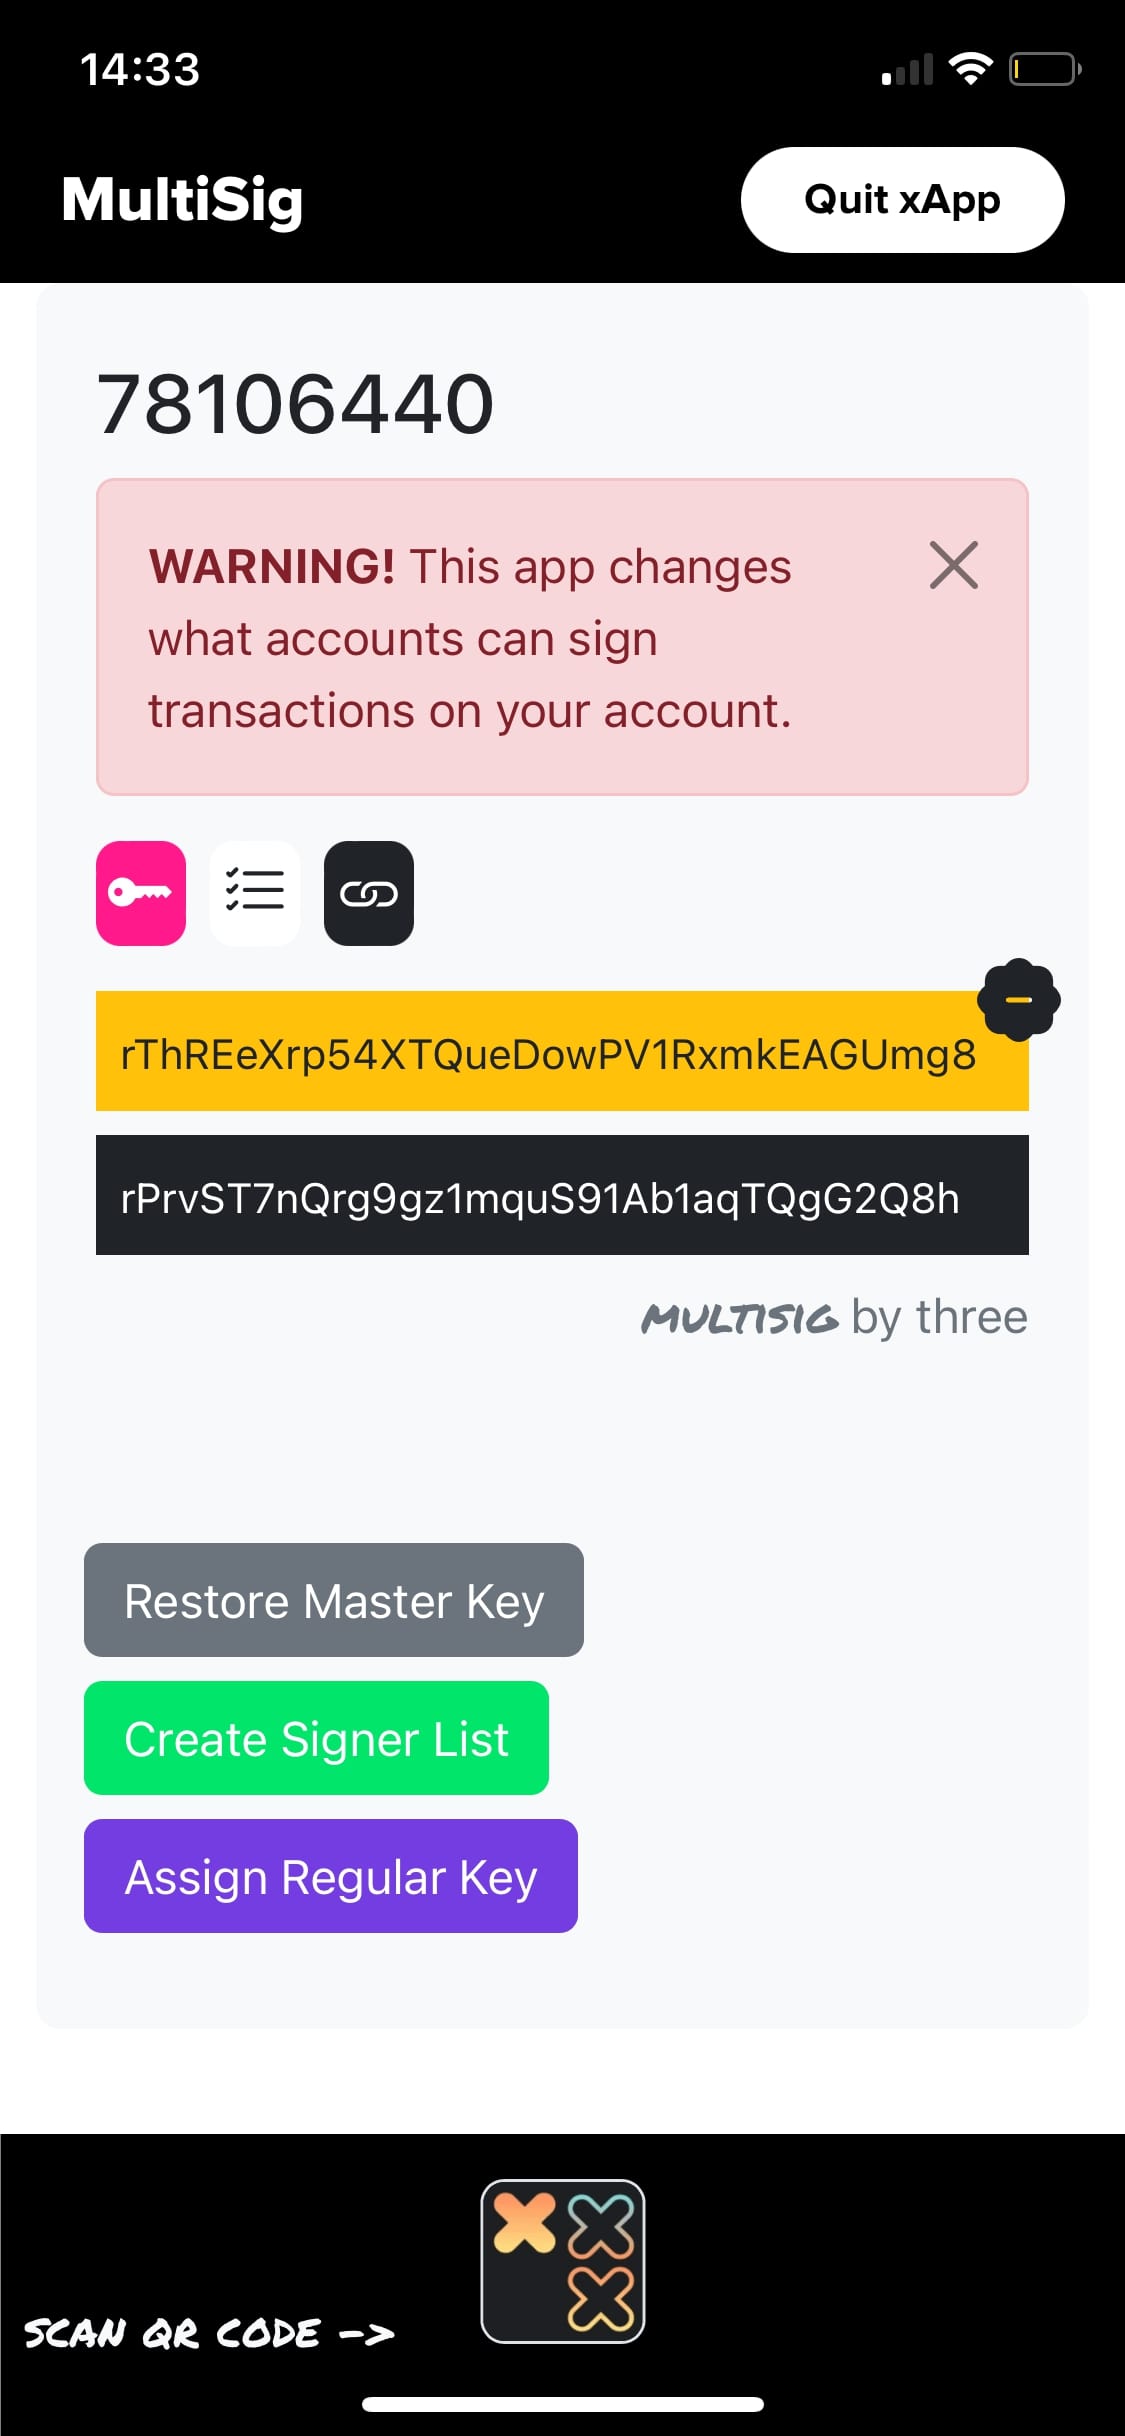 14:33
MultiSig
Quit xApp
78106440
WARNING! This app changes
what accounts can sign
transactions on your account.
rThREeXrp54XTQueDowPV1RxmkEAGUmg8
rPrvST7nQrg9gz1mquS91Ab1aqTQgG2Q8h
MULTISIG by three
Restore Master Key
Create Signer List
Assign Regular Key
SCAN QR CODE ->